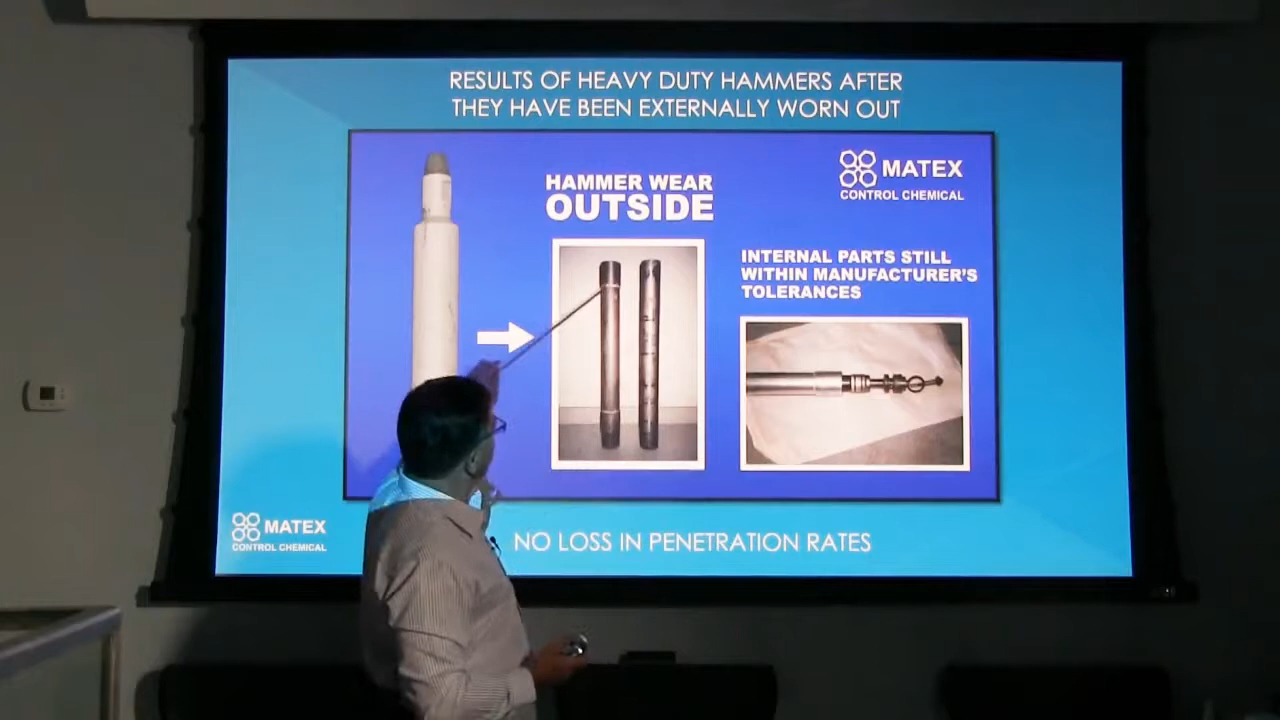 RESULTS OF HEAVY DUTY HAMMERS AFTER
THEY HAVE BEEN EXTERNALLY WORN OUT
HAMMER WEAR
OUTSIDE
MATEX
CONTROL CHEMICAL
INTERNAL PARTS STILL
WITHIN MANUFACTURER'S
TOLERANCES
MATEX
CONTROL CHEMICAL
NO LOSS IN PENETRATION RATES